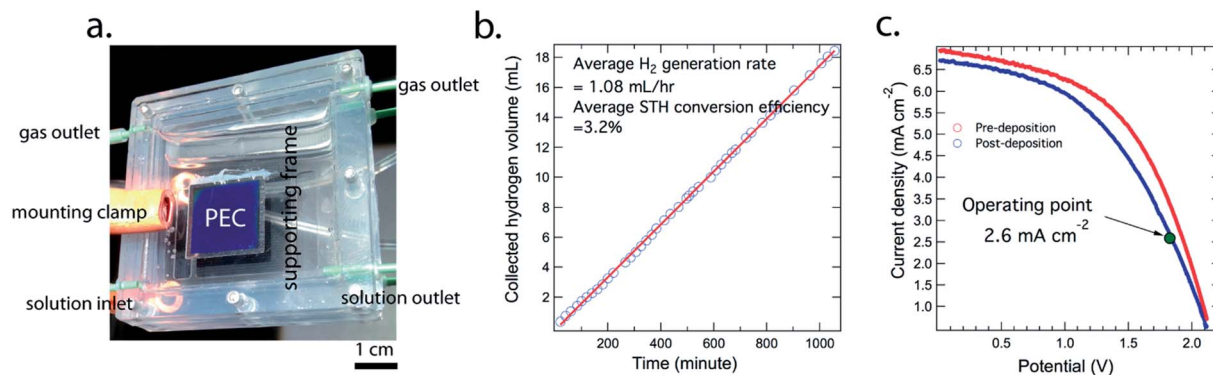 a.
gas outlet
gas outlet
mounting clamp
PEC
supporting frame
solution inlet
solution outlet
1 cm
b.
Collected hydrogen volume (mL)
18
16
14
12
10
8
6
4
2
Average H₂ generation rate
= 1.08 mL/hr
Average STH conversion efficiency
=3.2%
200
400
600
800
1000
Time (minute)
c.
Current density (mA cm⁻²)
6.5
6.0
5.0
4.5
4.0
3.5
3.0
2.5
2.0
1.0
Pre-deposition
Post-deposition
Operating point
2.6 mA cm⁻²
0.5
1.0
1.5
2.0
Potential (V)